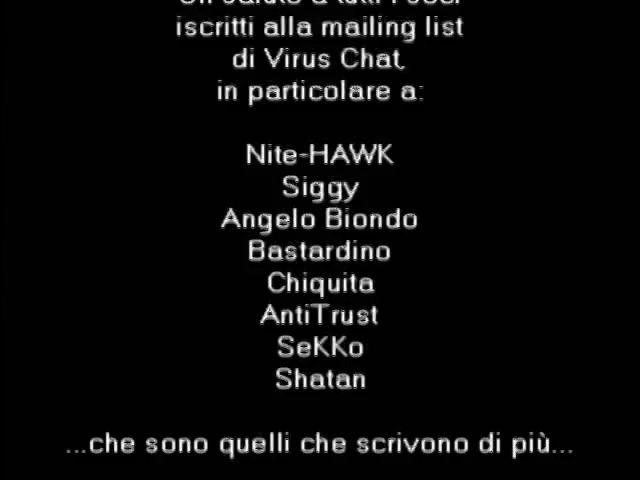 iscritti alla mailing list
di Virus Chat,
in particolare a:
Nite-HAWK
Siggy
Angelo Biondo
Bastardino
Chiquita
AntiTrust
SeKKo
Shatan
...che sono quelli che scrivono di più...